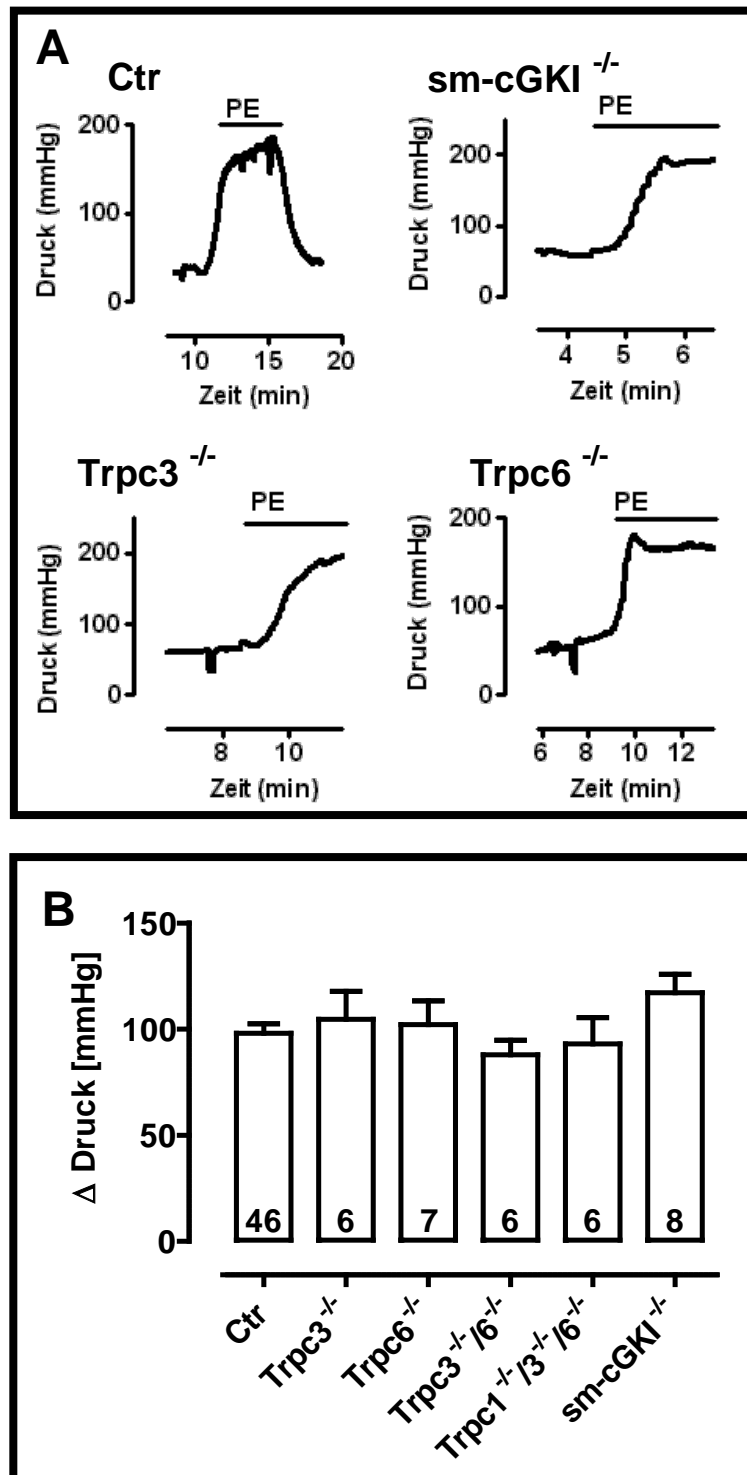 A
Ctr
PE
200
100
0
Druck (mmHg)
10 15 20
Zeit (min)
sm-cGKI -/-
PE
200
100
0
Druck (mmHg)
4 5 6
Zeit (min)
Trpc3 -/-
PE
200
100
0
Druck (mmHg)
8 10
Zeit (min)
Trpc6 -/-
PE
200
100
0
Druck (mmHg)
6 8 10 12
Zeit (min)
B
150
100
50
0
Δ Druck [mmHg]
46 6 7 6 6 8
Ctr
Trpc3-/-
Trpc6-/-
Trpc3-/-/6-/-
Trpc1-/-/3-/-/6-/-
sm-cGKI-/-